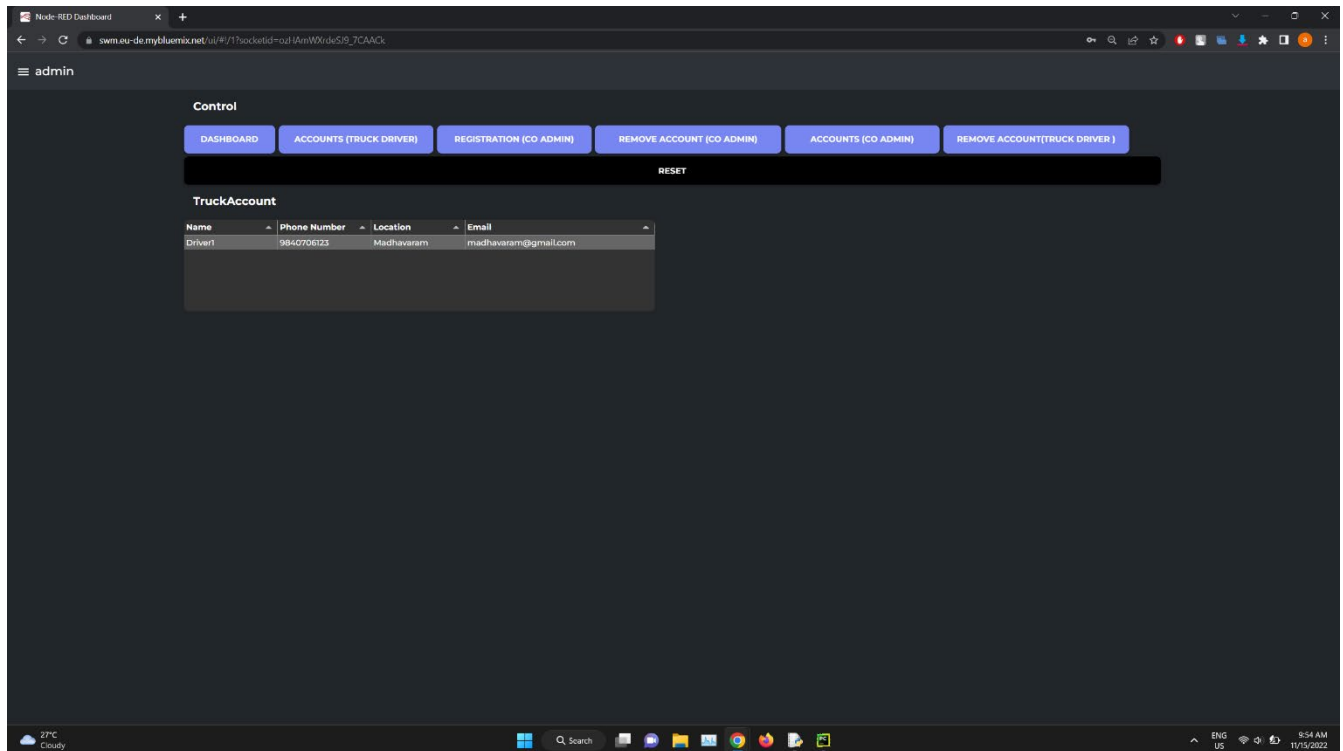 Node-RED Dashboard
swm.eu-de.mybluemix.net/ui/#!/1?socketid=
admin
Control
DASHBOARD ACCOUNTS (TRUCK DRIVER) REGISTRATION (CO ADMIN) REMOVE ACCOUNT (CO ADMIN) ACCOUNTS (CO ADMIN) REMOVE ACCOUNT(TRUCK DRIVER )
RESET
TruckAccount
Name Phone Number Location Email
Driver1 9840706123 Madhavaram madhavaram@gmail.com
27°C
Cloudy
Search
ENG
US
9:54 AM
11/15/2022